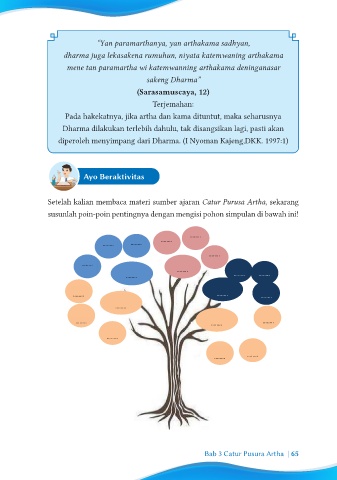 "Yan paramarthanya, yan arthakama sadhyan,
dharma juga lekasakena rumuhun, niyata katemwaning arthakama
mene tan paramartha wi katemwanning arthakama deninganasar
sakeng Dharma"
(Sarasamuscaya, 12)
Terjemahan:
Pada hakekatnya, jika artha dan kama dituntut, maka seharusnya
Dharma dilakukan terlebih dahulu, tak disangsikan lagi, pasti akan
diperoleh menyimpang dari Dharma. (I Nyoman Kajeng,DKK. 1997:1)
Ayo Beraktivitas
Setelah kalian membaca materi sumber ajaran Catur Purusa Artha, sekarang
susunlah poin-poin pentingnya dengan mengisi pohon simpulan di bawah ini!
Bab 3 Catur Pusura Artha | 65